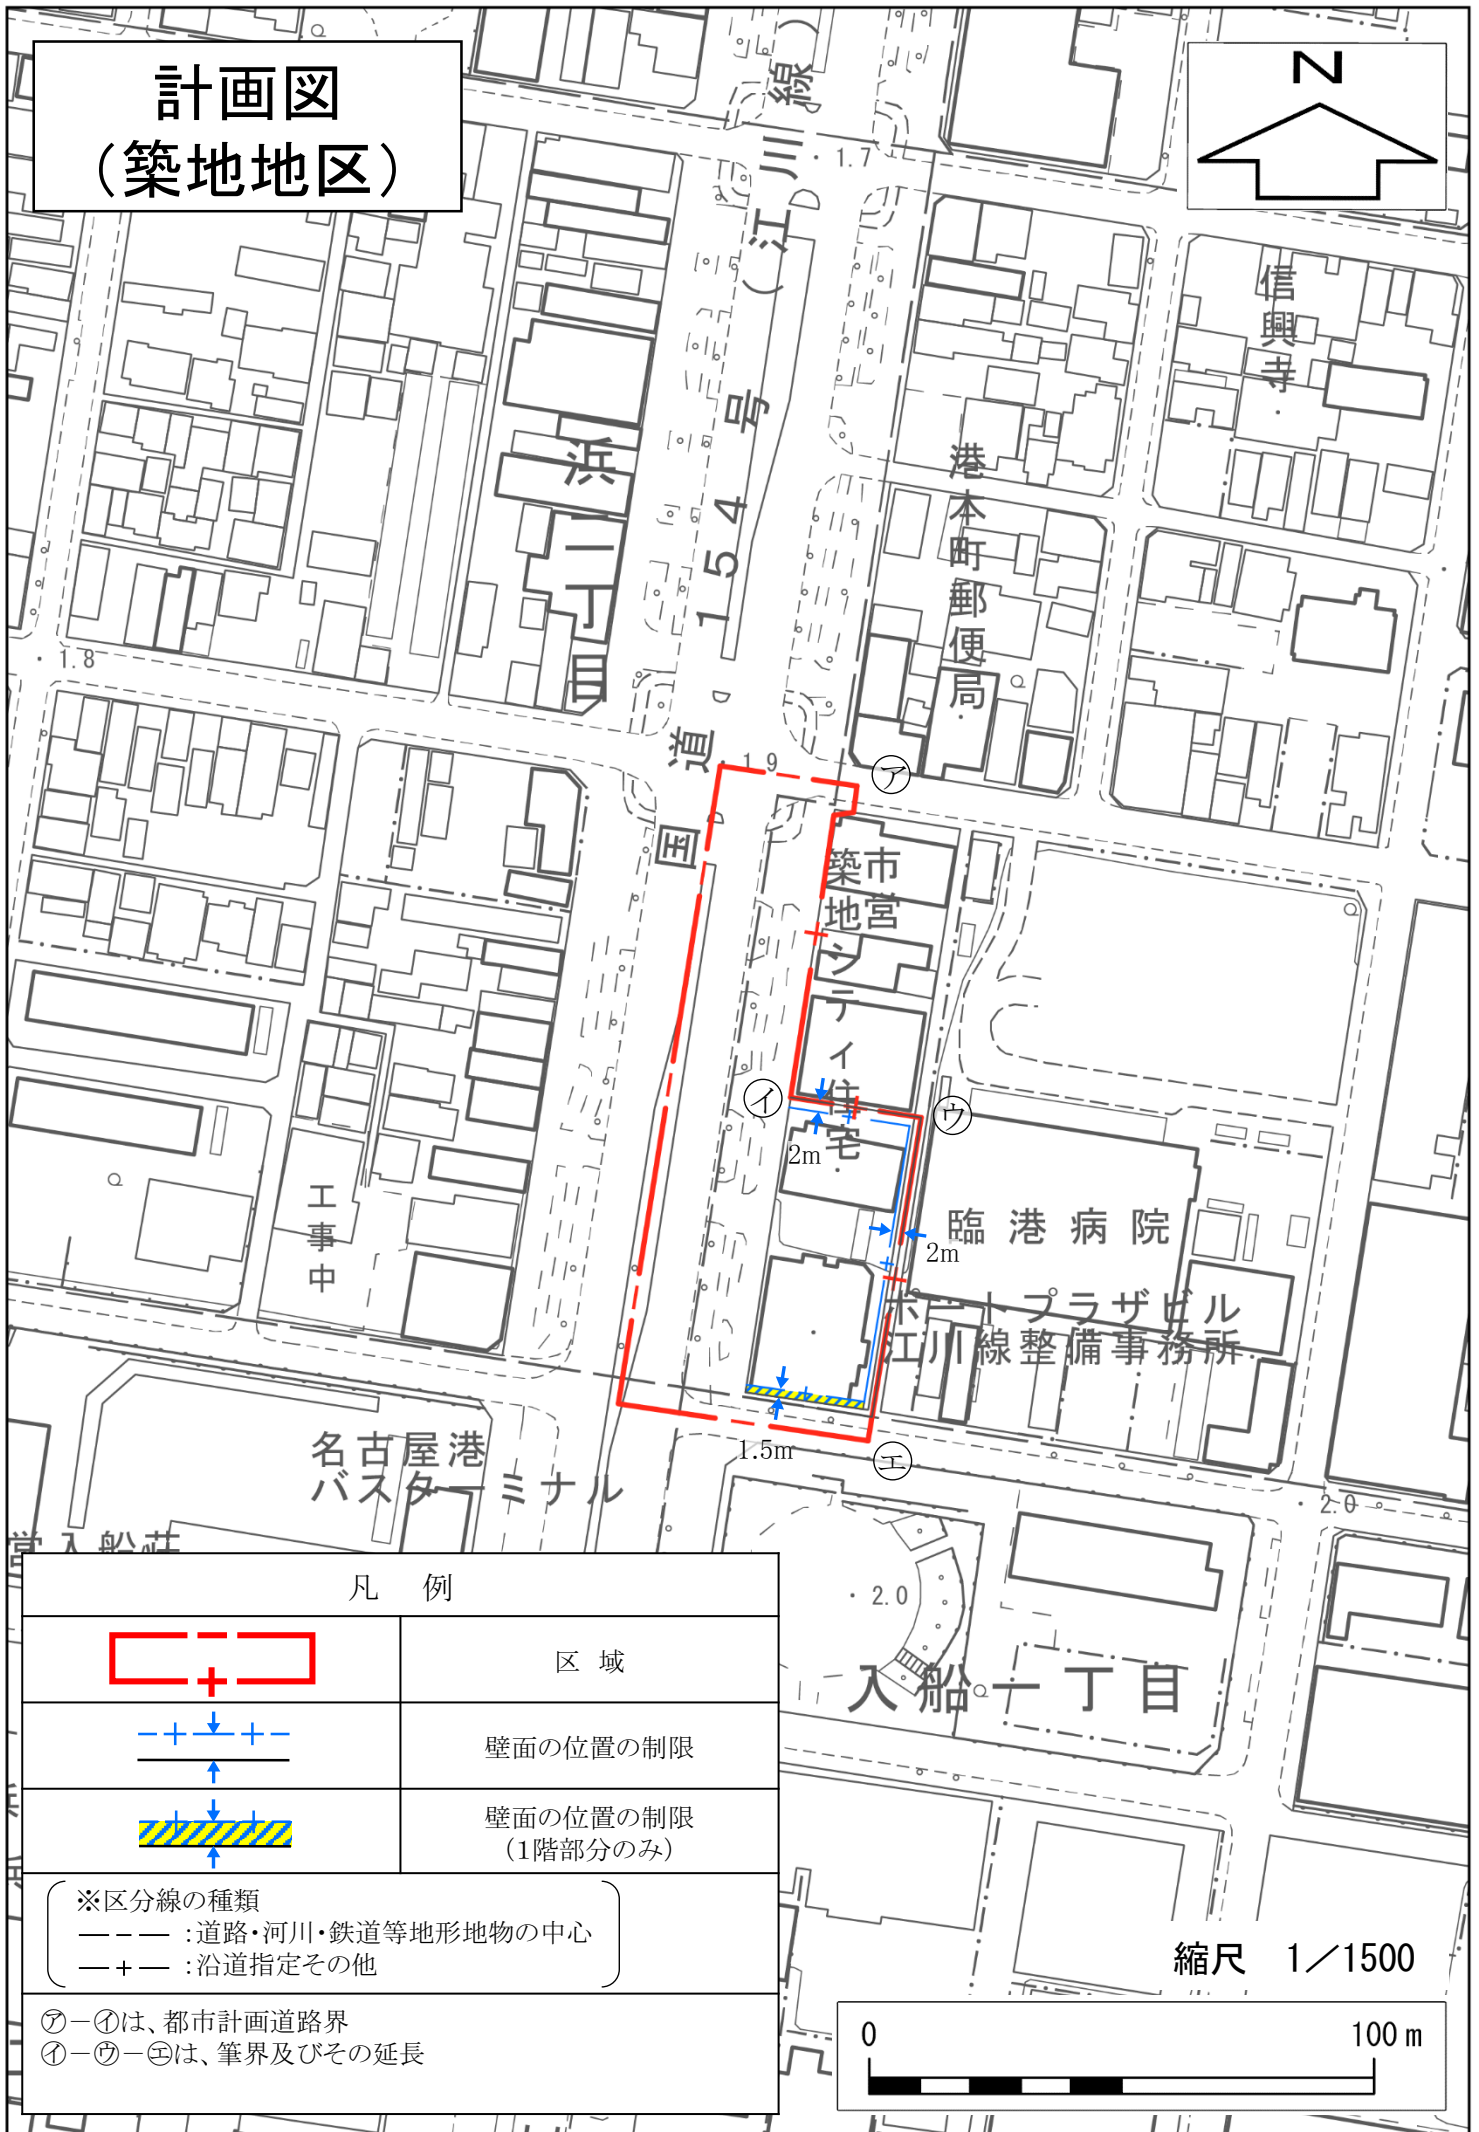 計画図
（築地地区）
N
線）
（江川
・1.7
信興寺
国道154号
浜二丁目
港本町郵便局
・1.8
・1.9
㋐
市営
築地シティ住宅
㋑
㋒
2m
2m
臨港病院
工事中
ポートプラザビル
江川線整備事務所
1.5m
㋓
名古屋港
バスターミナル
・2.0
営入船荘
・2.0
入船一丁目
凡　例
区　域
壁面の位置の制限
壁面の位置の制限
（1階部分のみ）
※区分線の種類
：道路・河川・鉄道等地形地物の中心
：沿道指定その他
㋐－㋑は、都市計画道路界
㋑－㋒－㋓は、筆界及びその延長
縮尺　1／1500
0　100 m